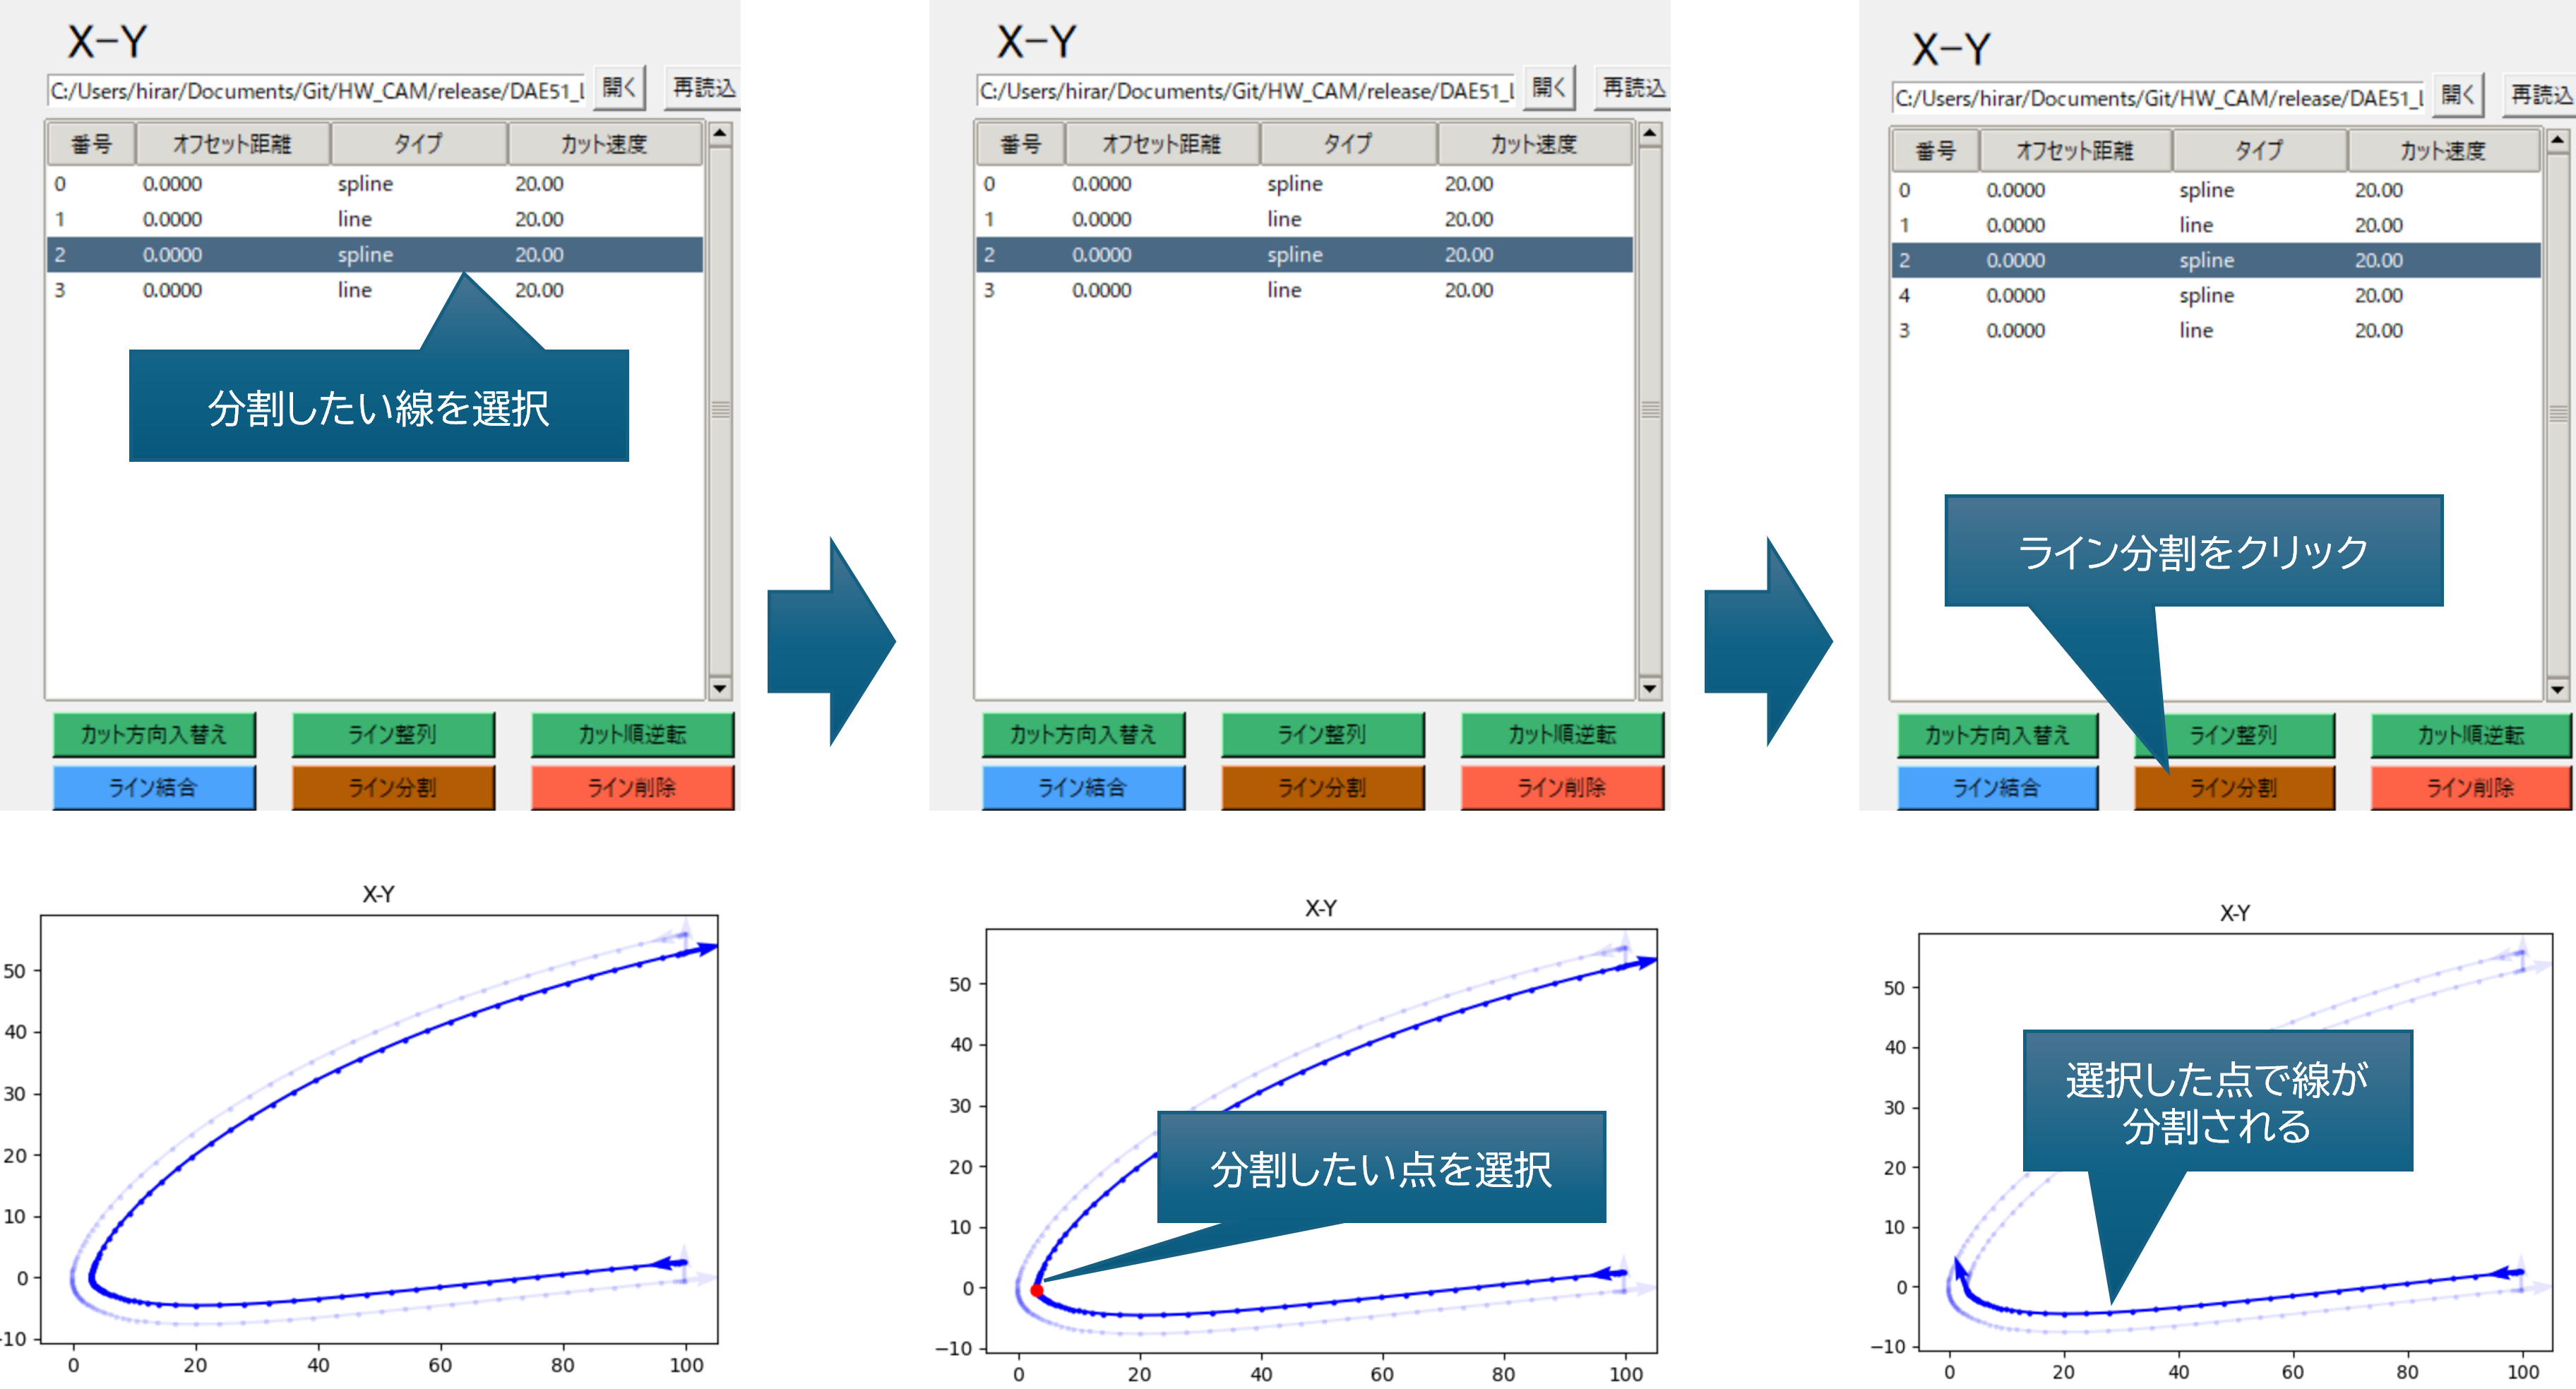 X-Y
C:/Users/hirar/Documents/Git/HW_CAM/release/DAE51_L 開く 再読込
番号 オフセット距離 タイプ カット速度
0 0.0000 spline 20.00
1 0.0000 line 20.00
2 0.0000 spline 20.00
3 0.0000 line 20.00
分割したい線を選択
カット方向入替え ライン整列 カット順逆転
ライン結合 ライン分割 ライン削除
X-Y
C:/Users/hirar/Documents/Git/HW_CAM/release/DAE51_L 開く 再読込
番号 オフセット距離 タイプ カット速度
0 0.0000 spline 20.00
1 0.0000 line 20.00
2 0.0000 spline 20.00
3 0.0000 line 20.00
カット方向入替え ライン整列 カット順逆転
ライン結合 ライン分割 ライン削除
X-Y
C:/Users/hirar/Documents/Git/HW_CAM/release/DAE51_L 開く 再読込
番号 オフセット距離 タイプ カット速度
0 0.0000 spline 20.00
1 0.0000 line 20.00
2 0.0000 spline 20.00
4 0.0000 spline 20.00
3 0.0000 line 20.00
ライン分割をクリック
カット方向入替え ライン整列 カット順逆転
ライン結合 ライン分割 ライン削除
X-Y
50
40
30
20
10
0
-10
0 20 40 60 80 100
X-Y
50
40
30
20
10
0
−10
0 20 40 60 80 100
分割したい点を選択
X-Y
50
40
30
20
10
0
−10
0 20 40 60 80 100
選択した点で線が
分割される